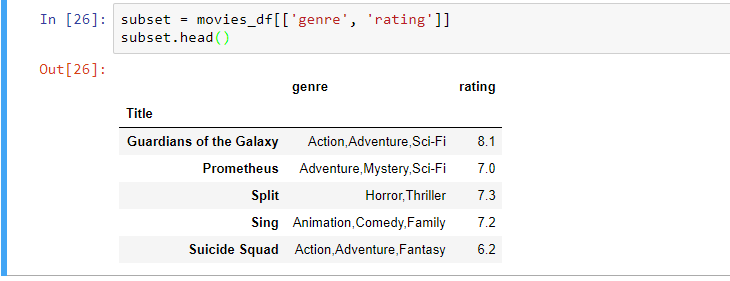 In [26]: subset = movies_df[['genre', 'rating']]
subset.head()
Out[26]:
genre rating
Title
Guardians of the Galaxy Action,Adventure,Sci-Fi 8.1
Prometheus Adventure,Mystery,Sci-Fi 7.0
Split Horror,Thriller 7.3
Sing Animation,Comedy,Family 7.2
Suicide Squad Action,Adventure,Fantasy 6.2